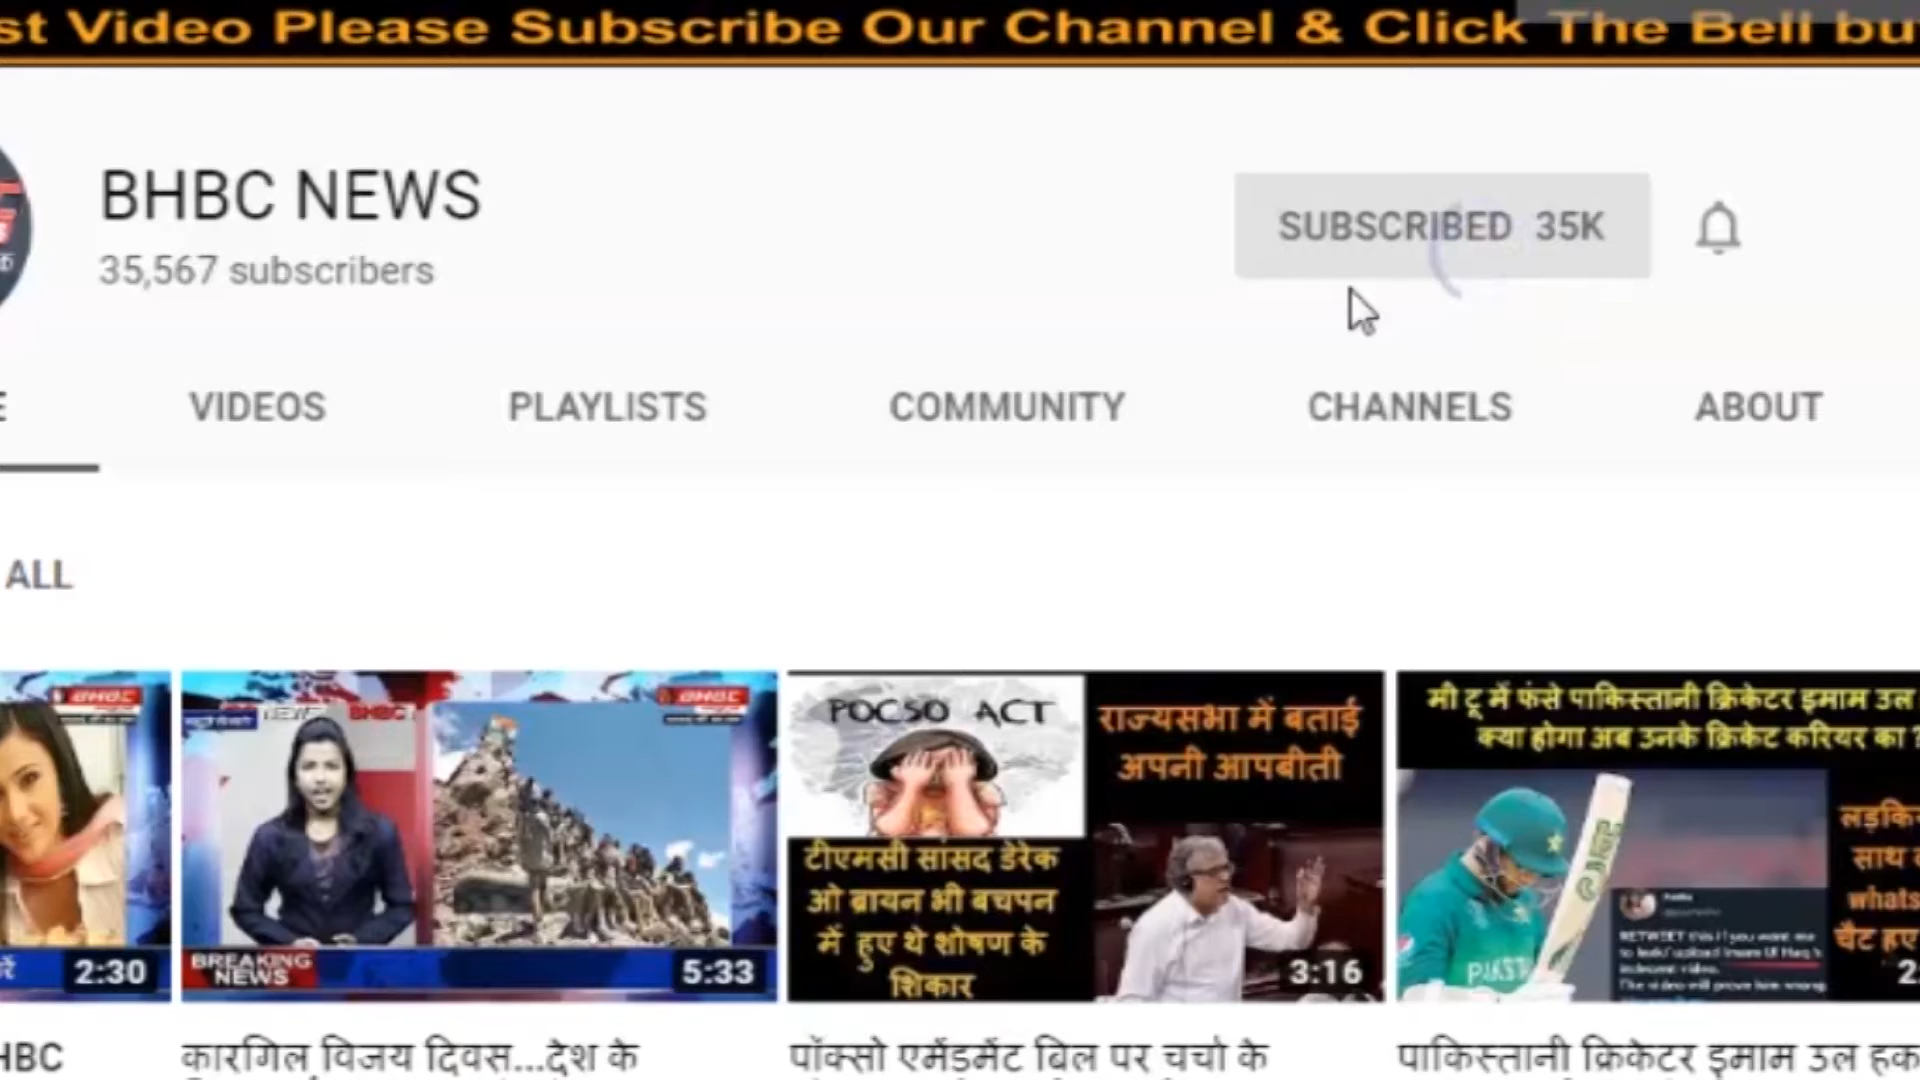 st Video Please Subscribe Our Channel & Click The Bell bu
BHBC NEWS
35,567 subscribers
SUBSCRIBED 35K
VIDEOS PLAYLISTS COMMUNITY CHANNELS ABOUT
ALL
2:30
BHBC
NEWS
BHBC
BREAKING
NEWS
5:33
POCSO ACT
राज्यसभा में बताई
अपनी आपबीती
टीएमसी सांसद डेरेक
ओ ब्रायन भी बचपन
में हुए थे शोषण के
शिकार
3:16
मी टू में फंसे पाकिस्तानी क्रिकेटर इमाम उल
क्या होगा अब उनके क्रिकेट करियर का ?
लड़कि
साथ
whats
चैट हुए
HBC
कारगिल विजय दिवस...देश के
पॉक्सो एमेंडमेंट बिल पर चर्चा के
पाकिस्तानी क्रिकेटर इमाम उल हक